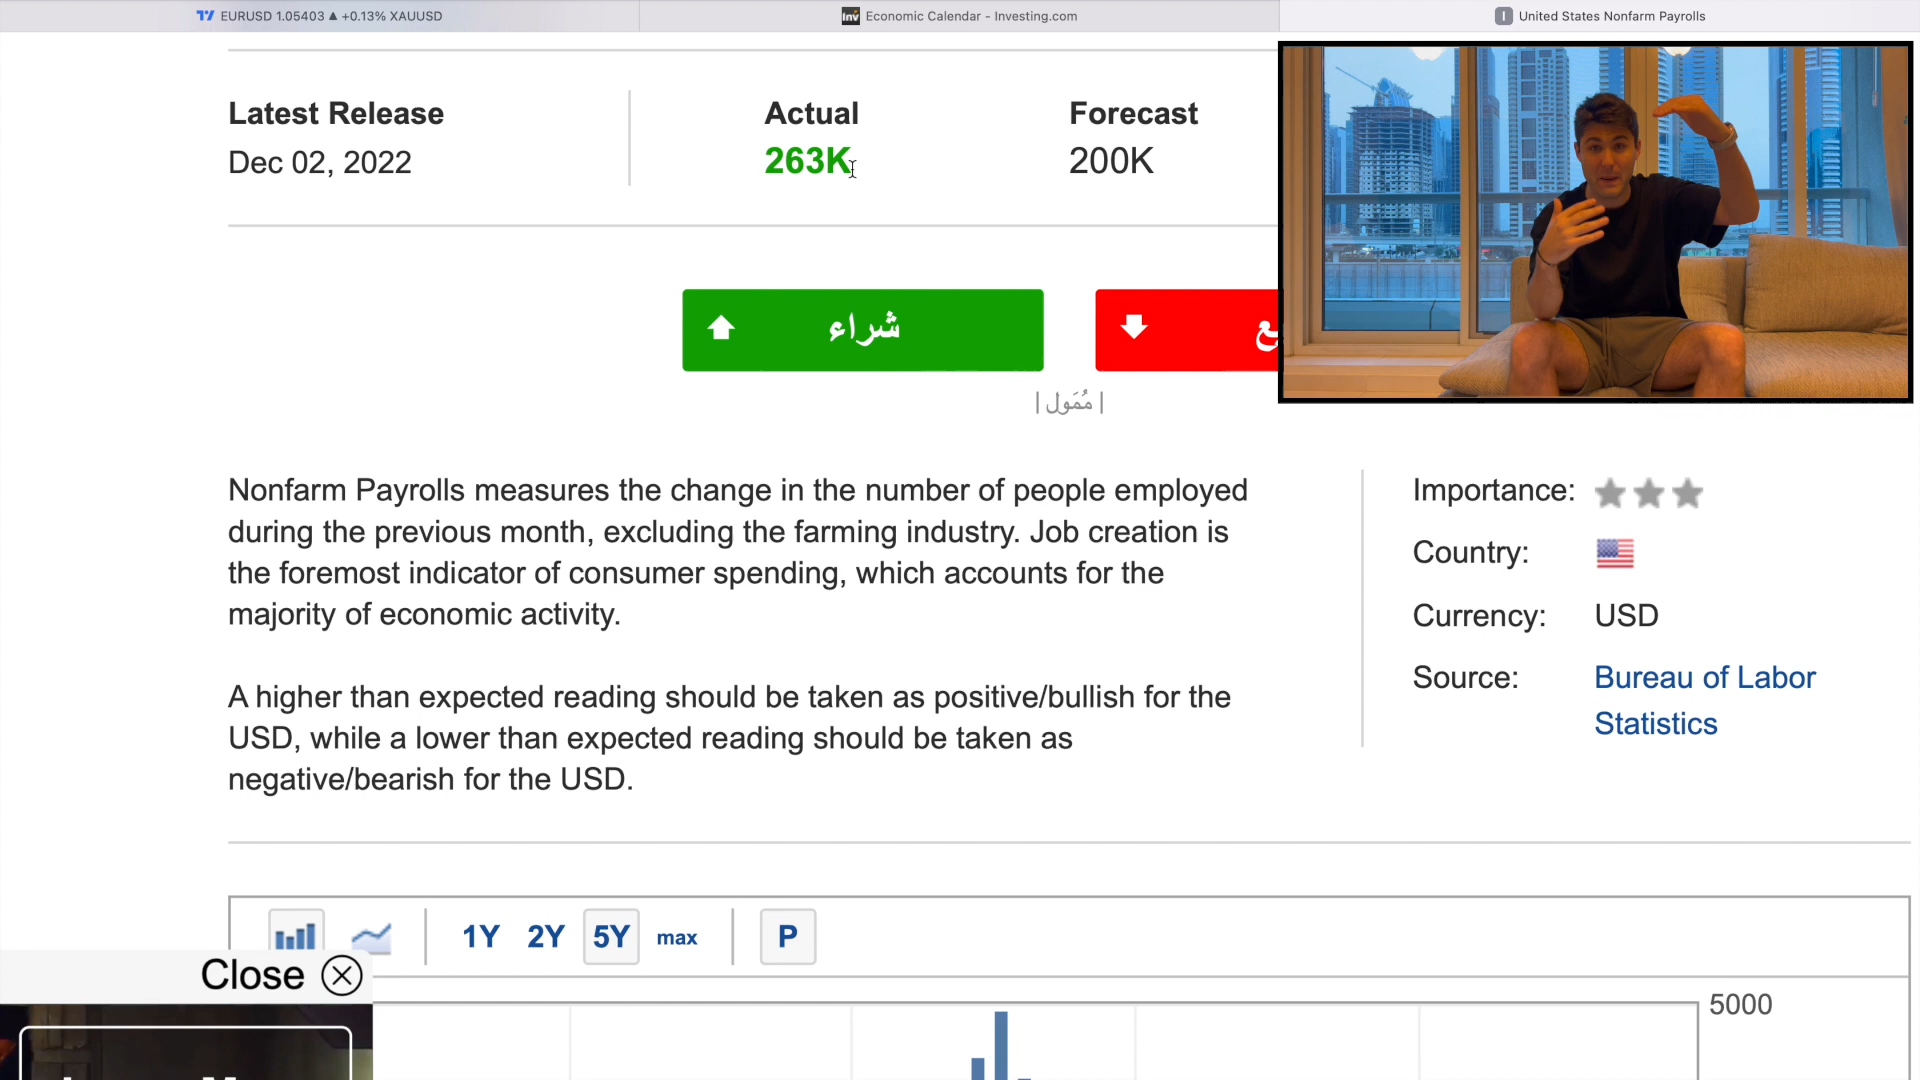 EURUSD 1.05403 ▲ +0.13% XAUUSD
Economic Calendar - Investing.com
United States Nonfarm Payrolls
Latest Release
Actual
Forecast
Dec 02, 2022
263K
200K
شراء
| مُمَول |
Nonfarm Payrolls measures the change in the number of people employed
during the previous month, excluding the farming industry. Job creation is
the foremost indicator of consumer spending, which accounts for the
majority of economic activity.
A higher than expected reading should be taken as positive/bullish for the
USD, while a lower than expected reading should be taken as
negative/bearish for the USD.
Importance:
Country:
Currency: USD
Source: Bureau of Labor
Statistics
1Y 2Y 5Y max P
Close
5000